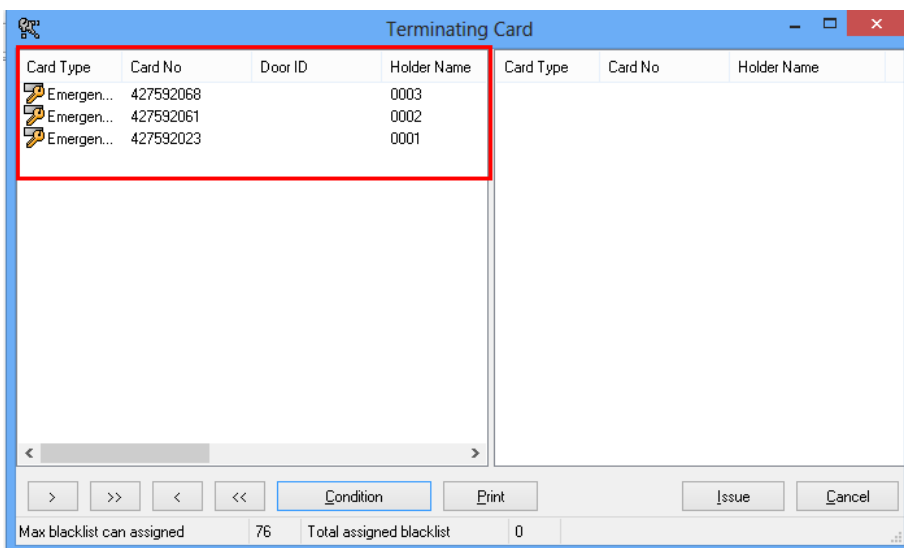 Terminating Card
Card Type Card No Door ID Holder Name Card Type Card No Holder Name
Emergen... 427592068 0003
Emergen... 427592061 0002
Emergen... 427592023 0001
> >> < << Condition Print Issue Cancel
Max blacklist can assigned 76 Total assigned blacklist 0